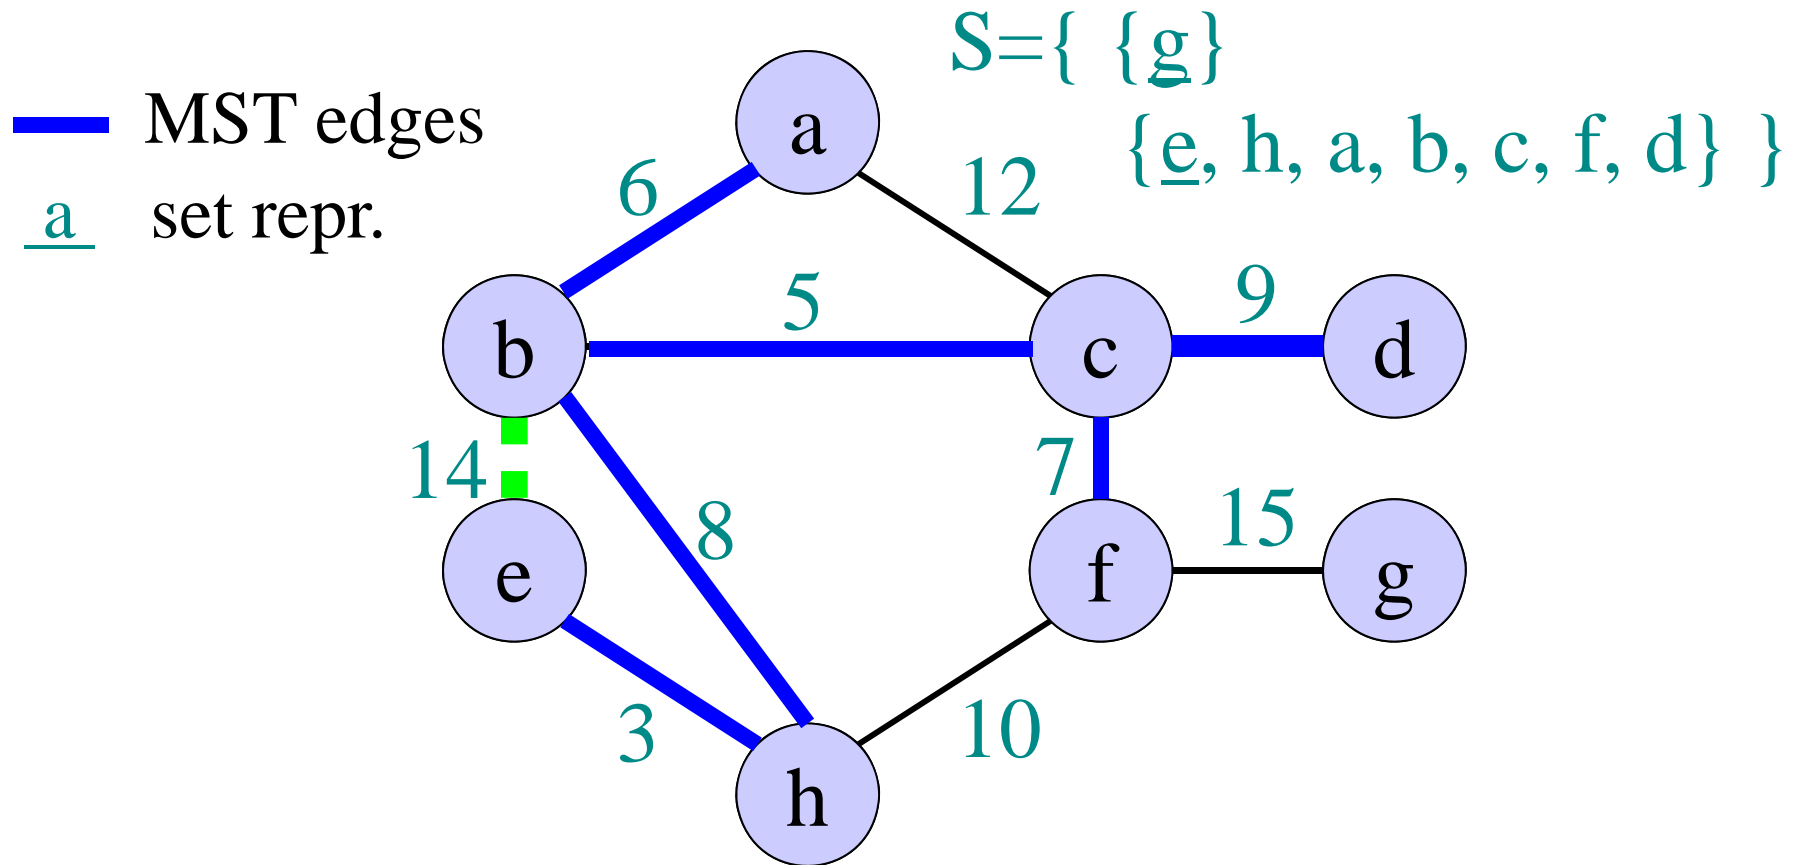 S={ {g}
MST edges
{e, h, a, b, c, f, d} }
a set repr.
a
6
12
5
9
b
c
d
14
7
8
15
e
f
g
3
10
h